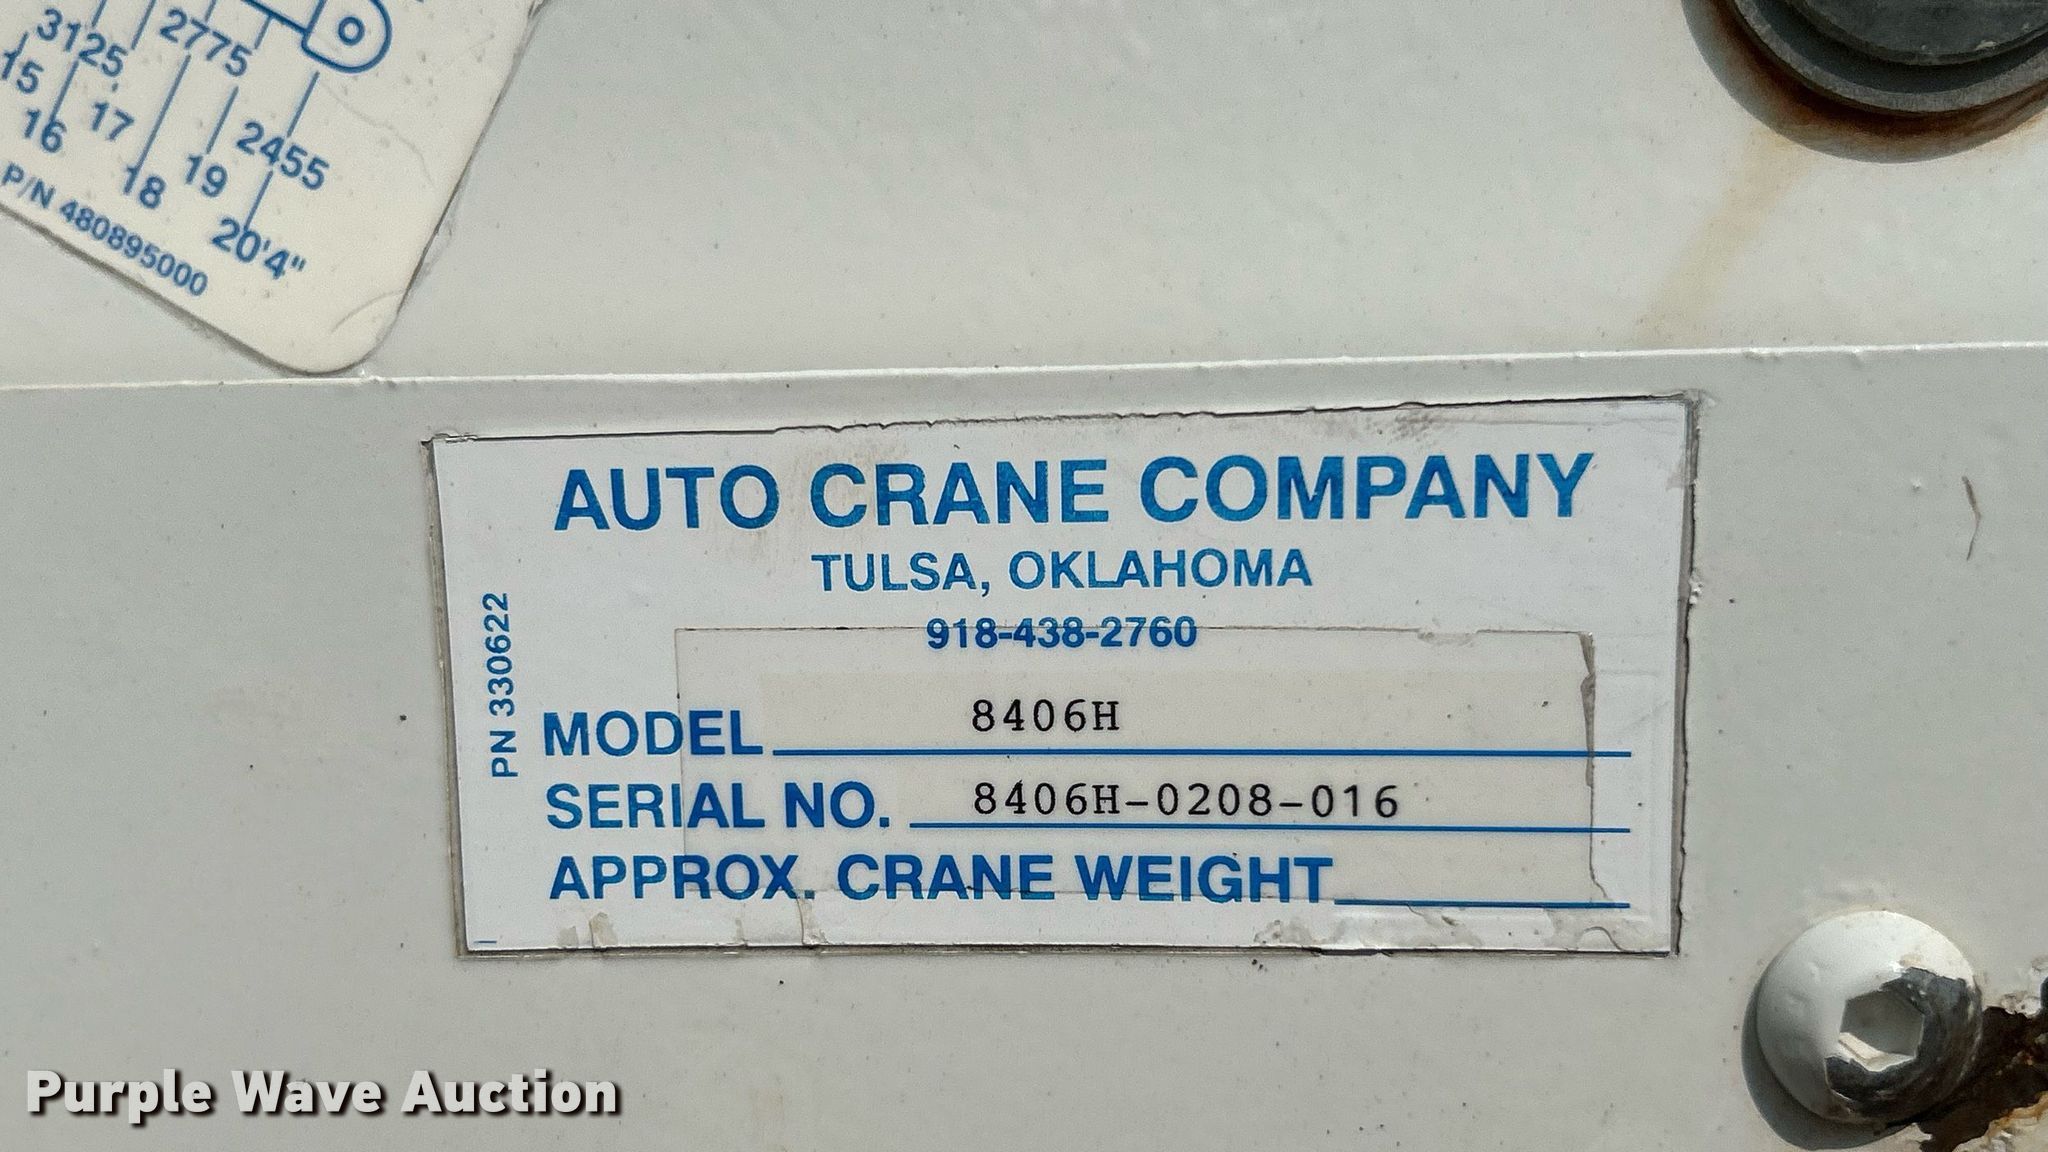 3125
2775
2455
15
16
17
18
19
20'4"
P/N 480895000
AUTO CRANE COMPANY
TULSA, OKLAHOMA
918-438-2760
PN 330622
MODEL 8406H
SERIAL NO. 8406H-0208-016
APPROX. CRANE WEIGHT
Purple Wave Auction